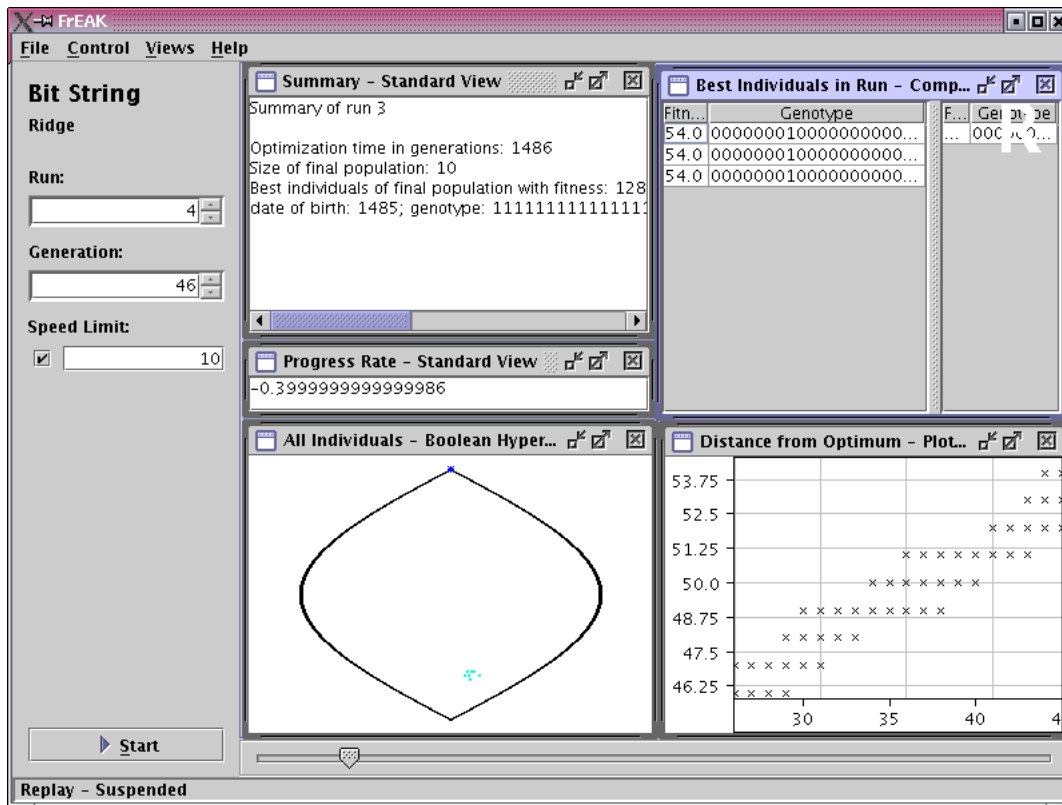 FrEAK
File Control Views Help
Bit String
Ridge
Run:
4
Generation:
46
Speed Limit:
10
Start
Replay - Suspended
Summary - Standard View
Summary of run 3
Optimization time in generations: 1486
Size of final population: 10
Best individuals of final population with fitness: 128
date of birth: 1485; genotype:
Progress Rate - Standard View
-0.3999999999999986
All Individuals - Boolean Hyper...
Best Individuals in Run - Comp...
Fitn... Genotype
54.0 000000010000000000...
54.0 000000010000000000...
54.0 000000010000000000...
F...
...
R
Distance from Optimum - Plot...
53.75
52.5
51.25
50.0
48.75
47.5
46.25
30 35 40